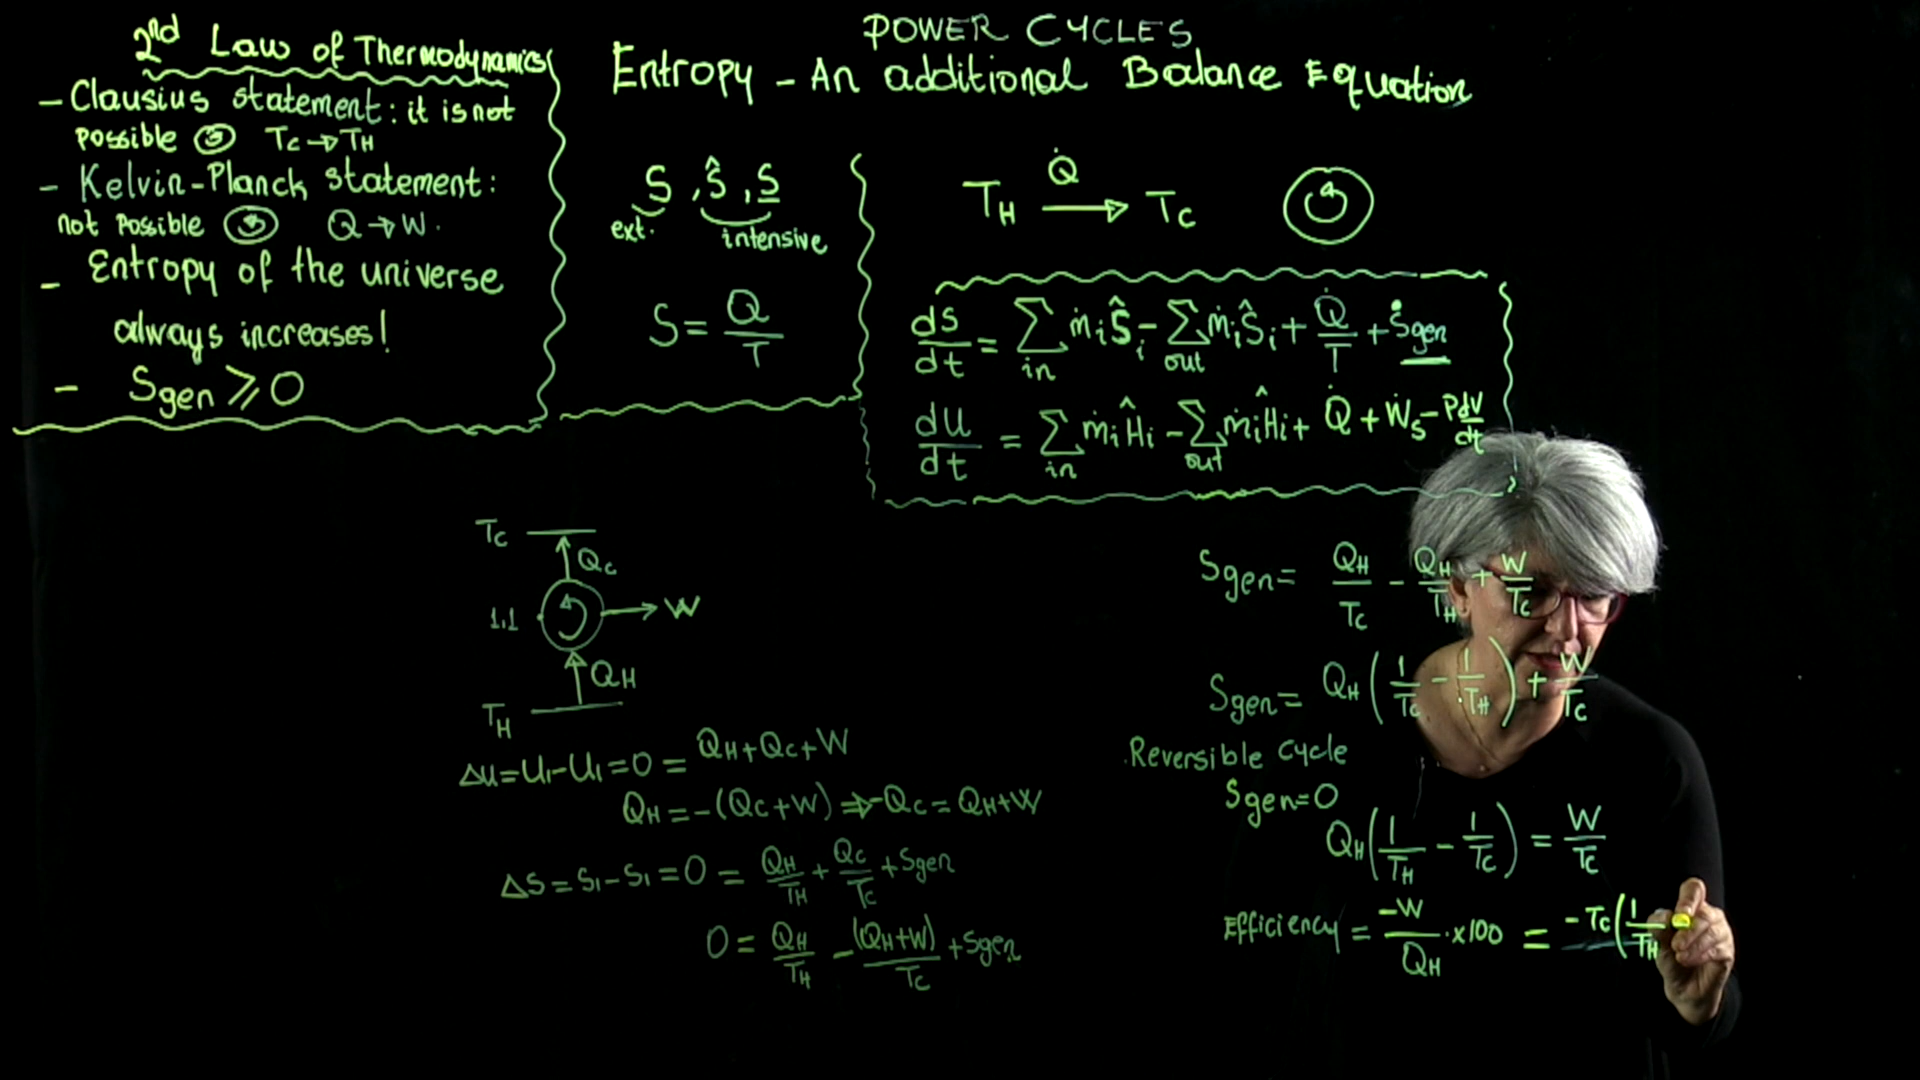 POWER CYCLES
Entropy - An additional Balance Equation
2nd Law of Thermodynamics
- Clausius statement: it is not
possible Tc → TH
- Kelvin-Planck statement:
not possible Q → W.
- Entropy of the universe
always increases!
- Sgen ≥ 0
S, Ŝ, S̲
ext. intensive
S = Q/T
TH Q̇ → Tc
dS/dt = Σin ṁi Ŝi - Σout ṁi Ŝi + Q̇/T + Ṡgen
dU/dt = Σin ṁi Ĥi - Σout ṁi Ĥi + Q̇ + Ẇs - PdV/dt
Tc
Qc
1,1 → W
QH
TH
ΔU = U1 - U1 = 0 = QH + Qc + W
QH = -(Qc + W) ⇒ -Qc = QH + W
ΔS = S1 - S1 = 0 = QH/TH + Qc/Tc + Sgen
0 = QH/TH - (QH + W)/Tc + Sgen
Sgen = QH/Tc - QH/TH + W/Tc
Sgen = QH (1/Tc - 1/TH) + W/Tc
Reversible Cycle
Sgen = 0
QH (1/TH - 1/Tc) = W/Tc
Efficiency = -W/QH · x100 = -Tc (1/TH -